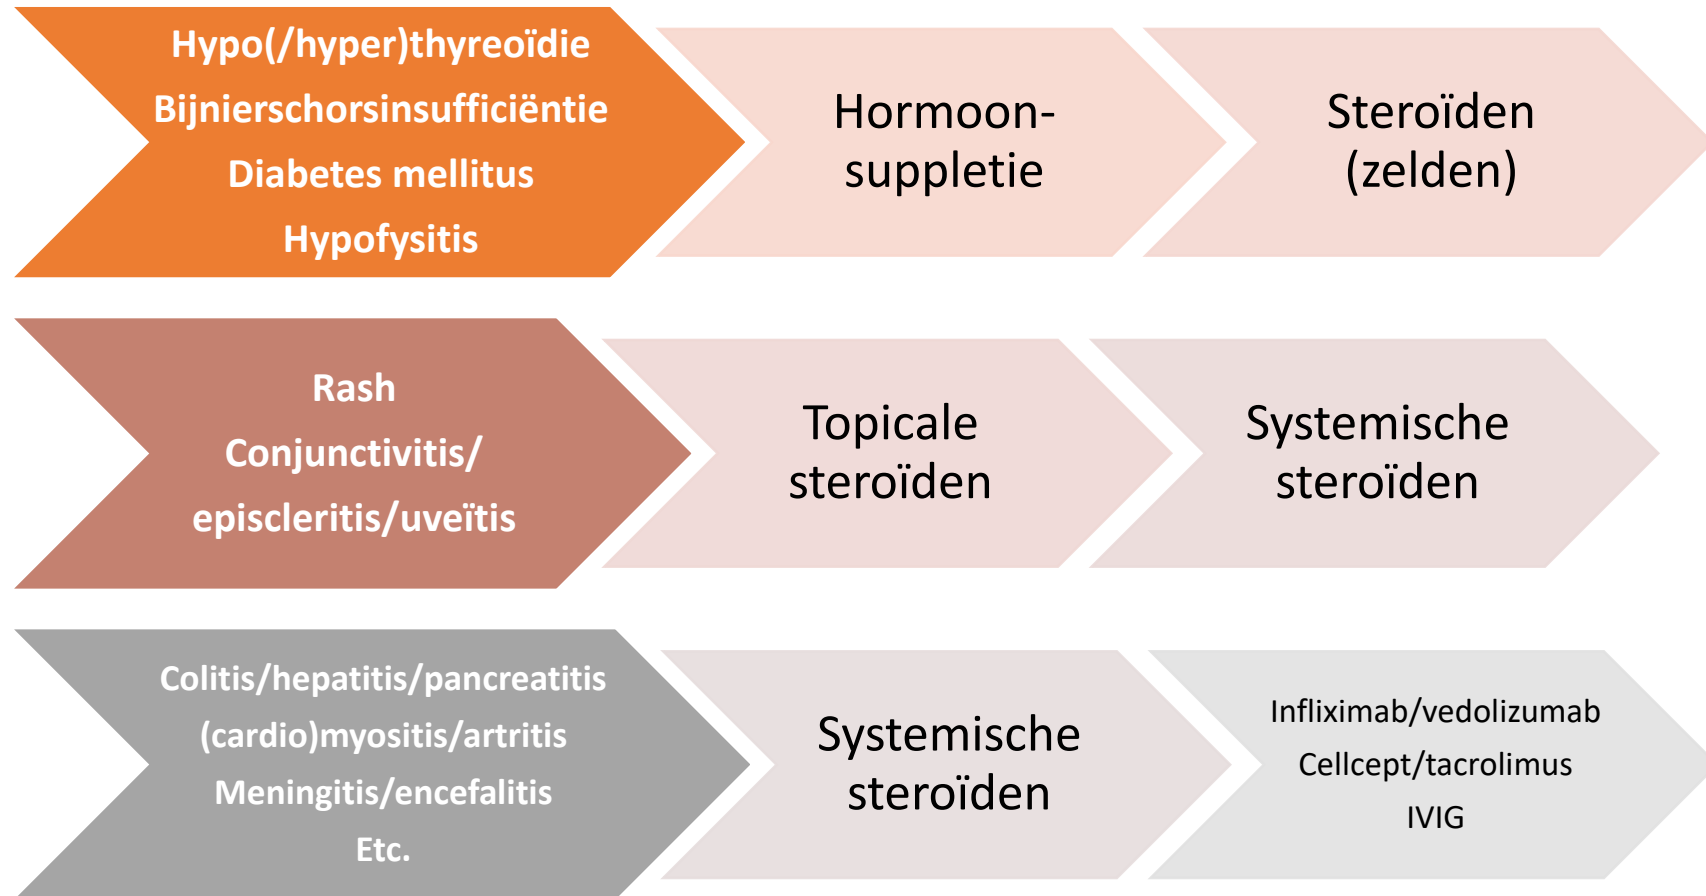 Hypo(/hyper)thyreoïdie
Bijnierschorsinsufficiëntie
Diabetes mellitus
Hypofysitis
Hormoon-
suppletie
Steroïden
(zelden)
Rash
Conjunctivitis/
episcleritis/uveïtis
Topicale
steroïden
Systemische
steroïden
Colitis/hepatitis/pancreatitis
(cardio)myositis/artritis
Meningitis/encefalitis
Etc.
Systemische
steroïden
Infliximab/vedolizumab
Cellcept/tacrolimus
IVIG